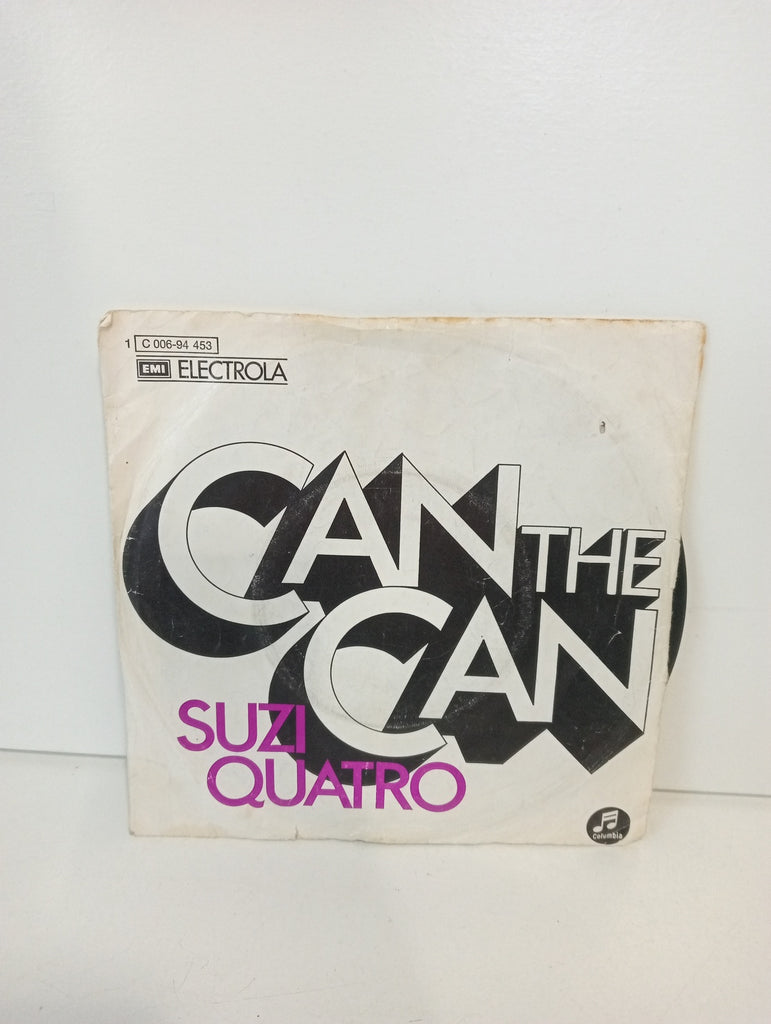 1 C 006-94 453
EMI ELECTROLA
CAN THE
CAN
SUZI
QUATRO
Columbia